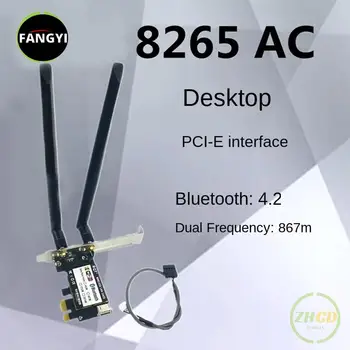 FANGYI
8265 AC
Desktop
PCI-E interface
Bluetooth: 4.2
Dual Frequency: 867m
ZHCD